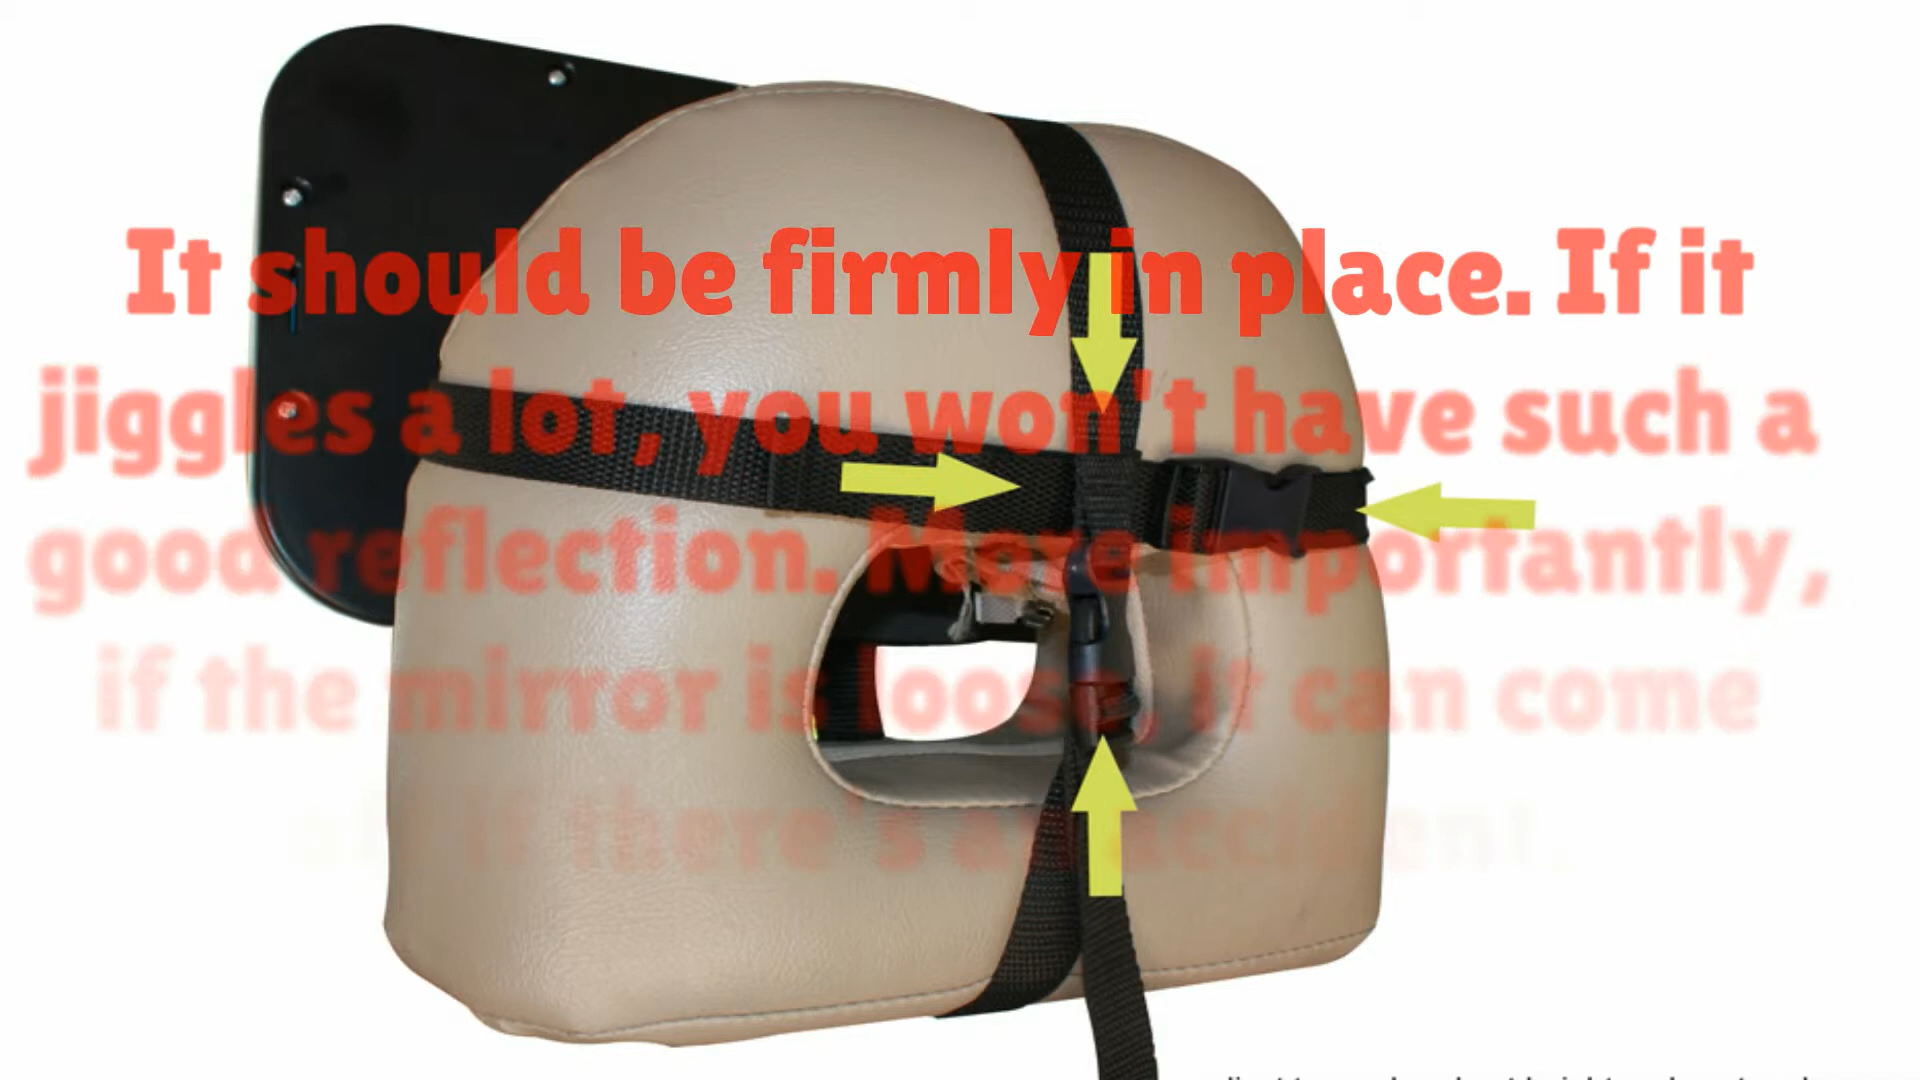 It should be firmly in place. If it
jiggles a lot, you won't have such a
good reflection. More importantly,
if the mirror is loose, it can come
if there's an accident.